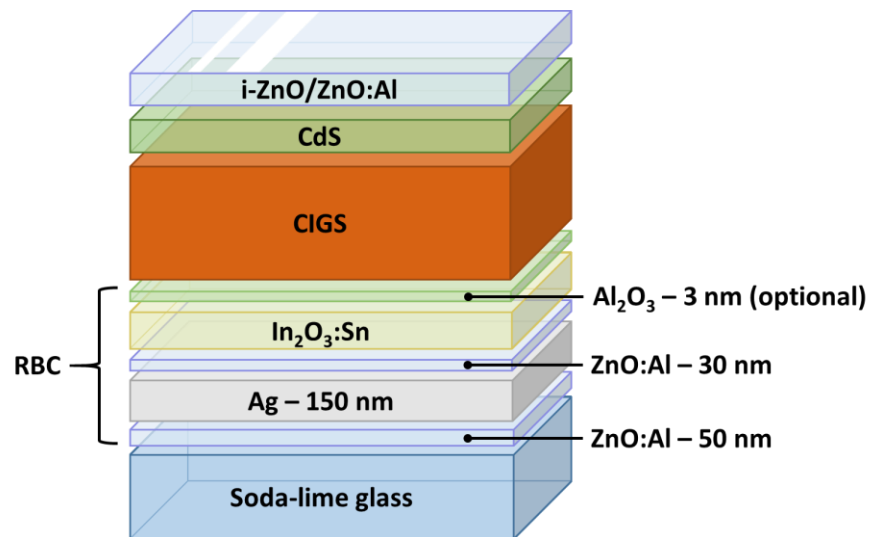 i-ZnO/ZnO:Al
CdS
CIGS
Al₂O₃ – 3 nm (optional)
In₂O₃:Sn
RBC
ZnO:Al – 30 nm
Ag – 150 nm
ZnO:Al – 50 nm
Soda-lime glass